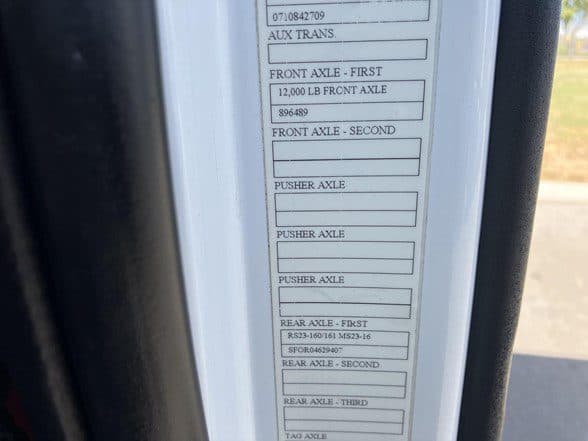 0710842709
AUX TRANS.
FRONT AXLE - FIRST
12,000 LB FRONT AXLE
896489
FRONT AXLE - SECOND
PUSHER AXLE
PUSHER AXLE
PUSHER AXLE
REAR AXLE - FIRST
RS23-160/161 MS23-16
SFOR04629407
REAR AXLE - SECOND
REAR AXLE - THIRD
TAG AXLE